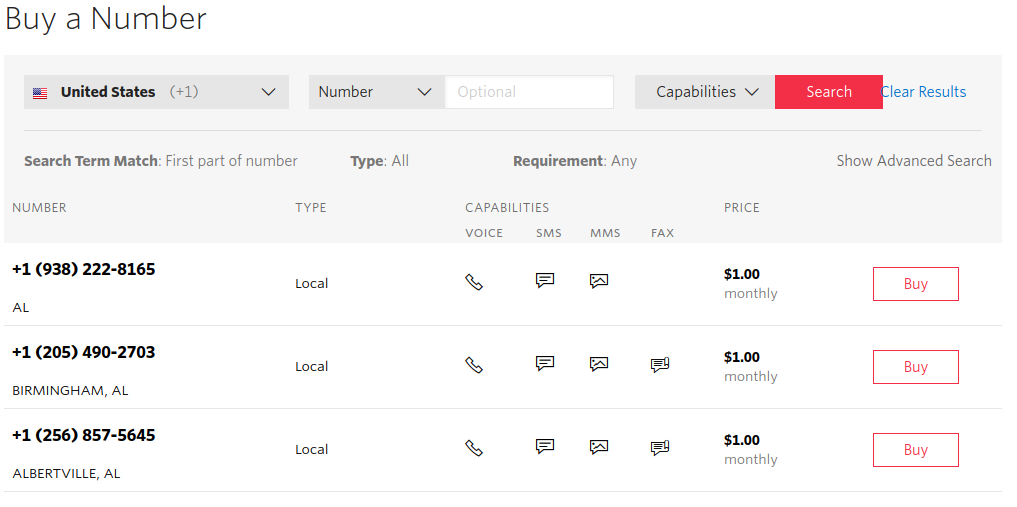 Buy a Number
United States (+1) Number Optional Capabilities Search Clear Results
Search Term Match: First part of number Type: All Requirement: Any Show Advanced Search
NUMBER TYPE CAPABILITIES PRICE
VOICE SMS MMS FAX
+1 (938) 222-8165
AL
Local
$1.00
monthly
Buy
+1 (205) 490-2703
BIRMINGHAM, AL
Local
$1.00
monthly
Buy
+1 (256) 857-5645
ALBERTVILLE, AL
Local
$1.00
monthly
Buy